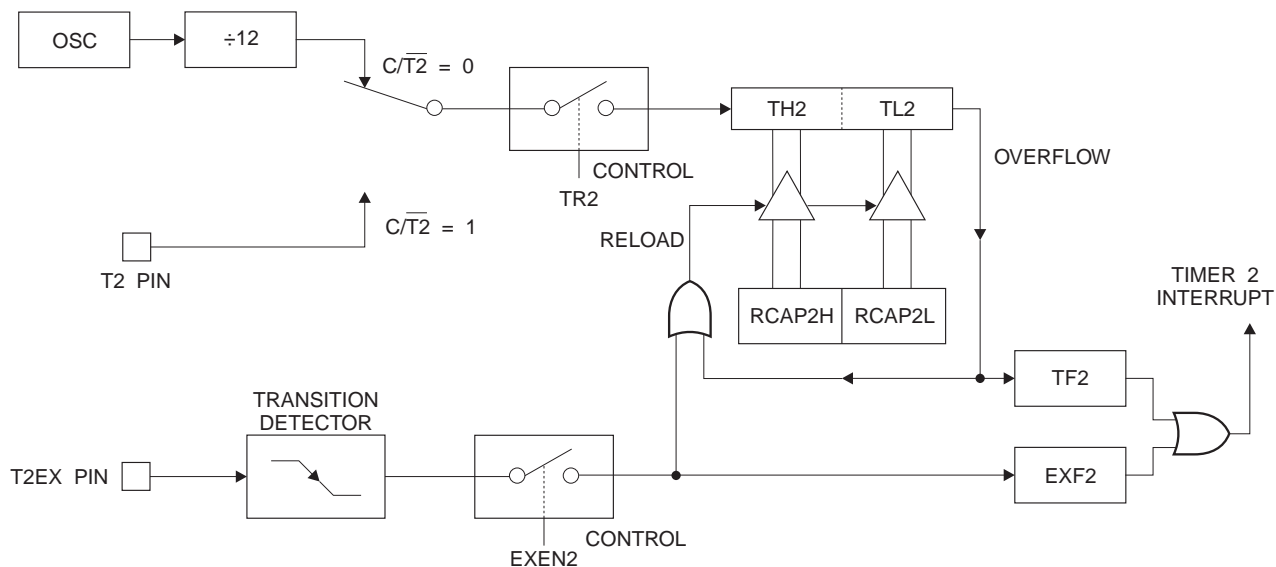 OSC
÷12
C/T2̅ = 0
TH2
TL2
OVERFLOW
CONTROL
TR2
C/T2̅ = 1
RELOAD
T2 PIN
TIMER 2
INTERRUPT
RCAP2H
RCAP2L
TF2
TRANSITION
DETECTOR
T2EX PIN
EXF2
CONTROL
EXEN2